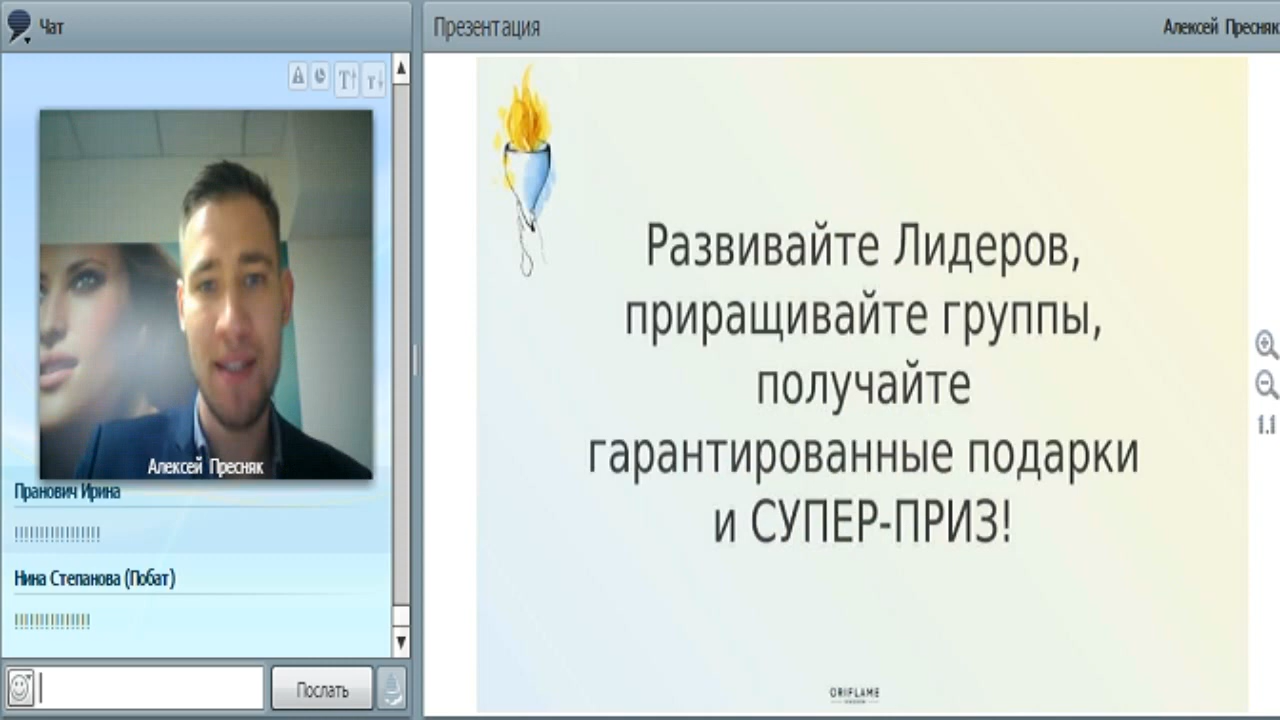 Чат
Алексей Пресняк
Пранович Ирина
!!!!!!!!!!!!!!!!!
Нина Степанова (Побат)
!!!!!!!!!!!!!!!
Послать
Презентация
Алексей Пресняк
Развивайте Лидеров,
приращивайте группы,
получайте
гарантированные подарки
и СУПЕР-ПРИЗ!
ORIFLAME
1.1